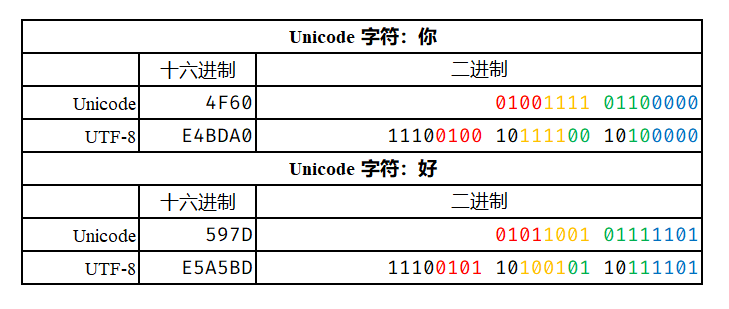 Unicode 字符：你
十六进制 二进制
Unicode 4F60 01001111 01100000
UTF-8 E4BDA0 11100100 10111100 10100000
Unicode 字符：好
十六进制 二进制
Unicode 597D 01011001 01111101
UTF-8 E5A5BD 11100101 10100101 10111101